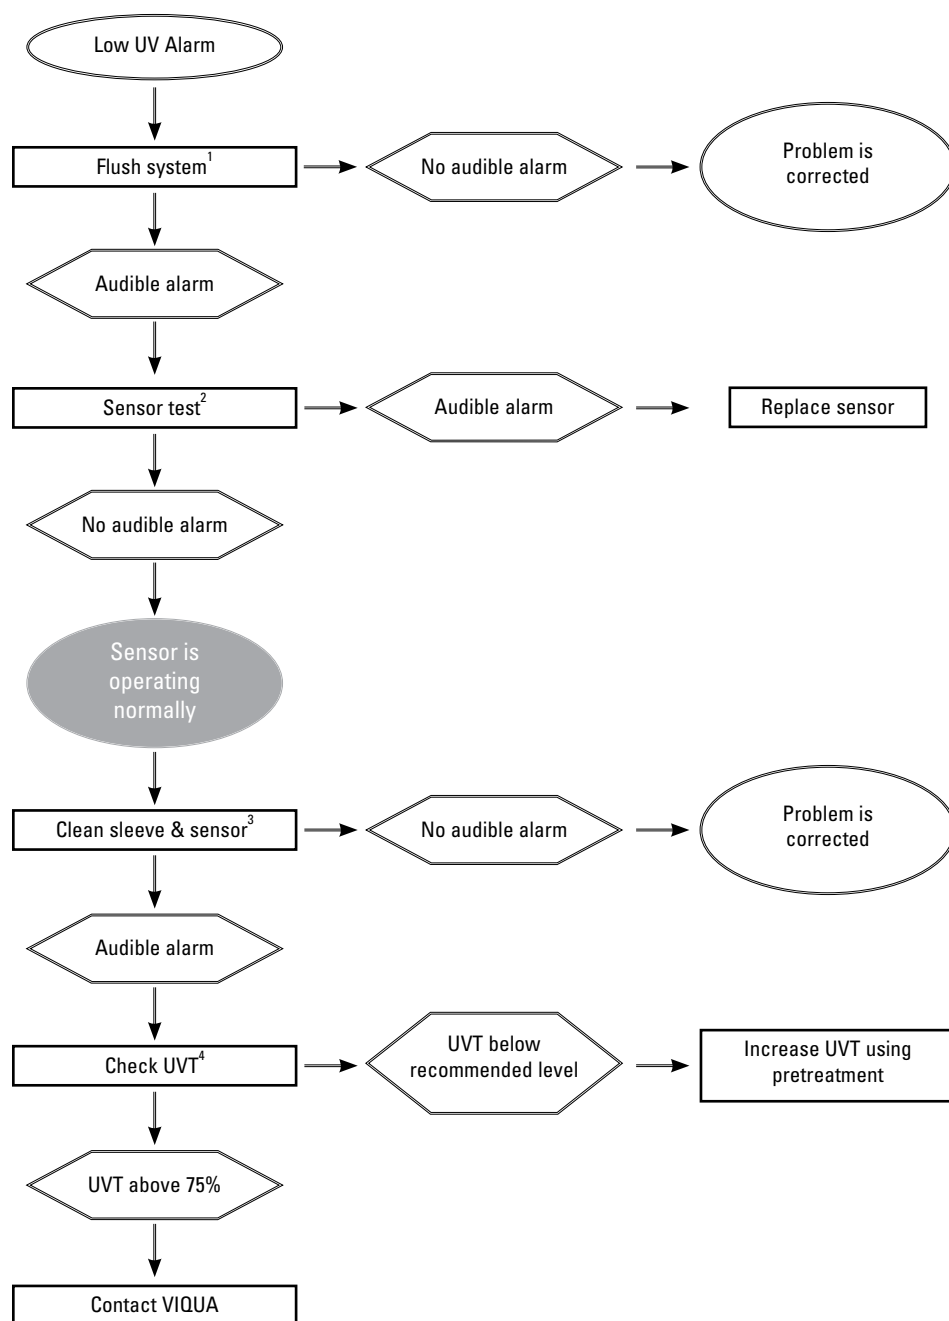 Low UV Alarm
Flush system¹
No audible alarm
Problem is
corrected
Audible alarm
Sensor test²
Audible alarm
Replace sensor
No audible alarm
Sensor is
operating
normally
Clean sleeve & sensor³
No audible alarm
Problem is
corrected
Audible alarm
Check UVT⁴
UVT below
recommended level
Increase UVT using
pretreatment
UVT above 75%
Contact VIQUA